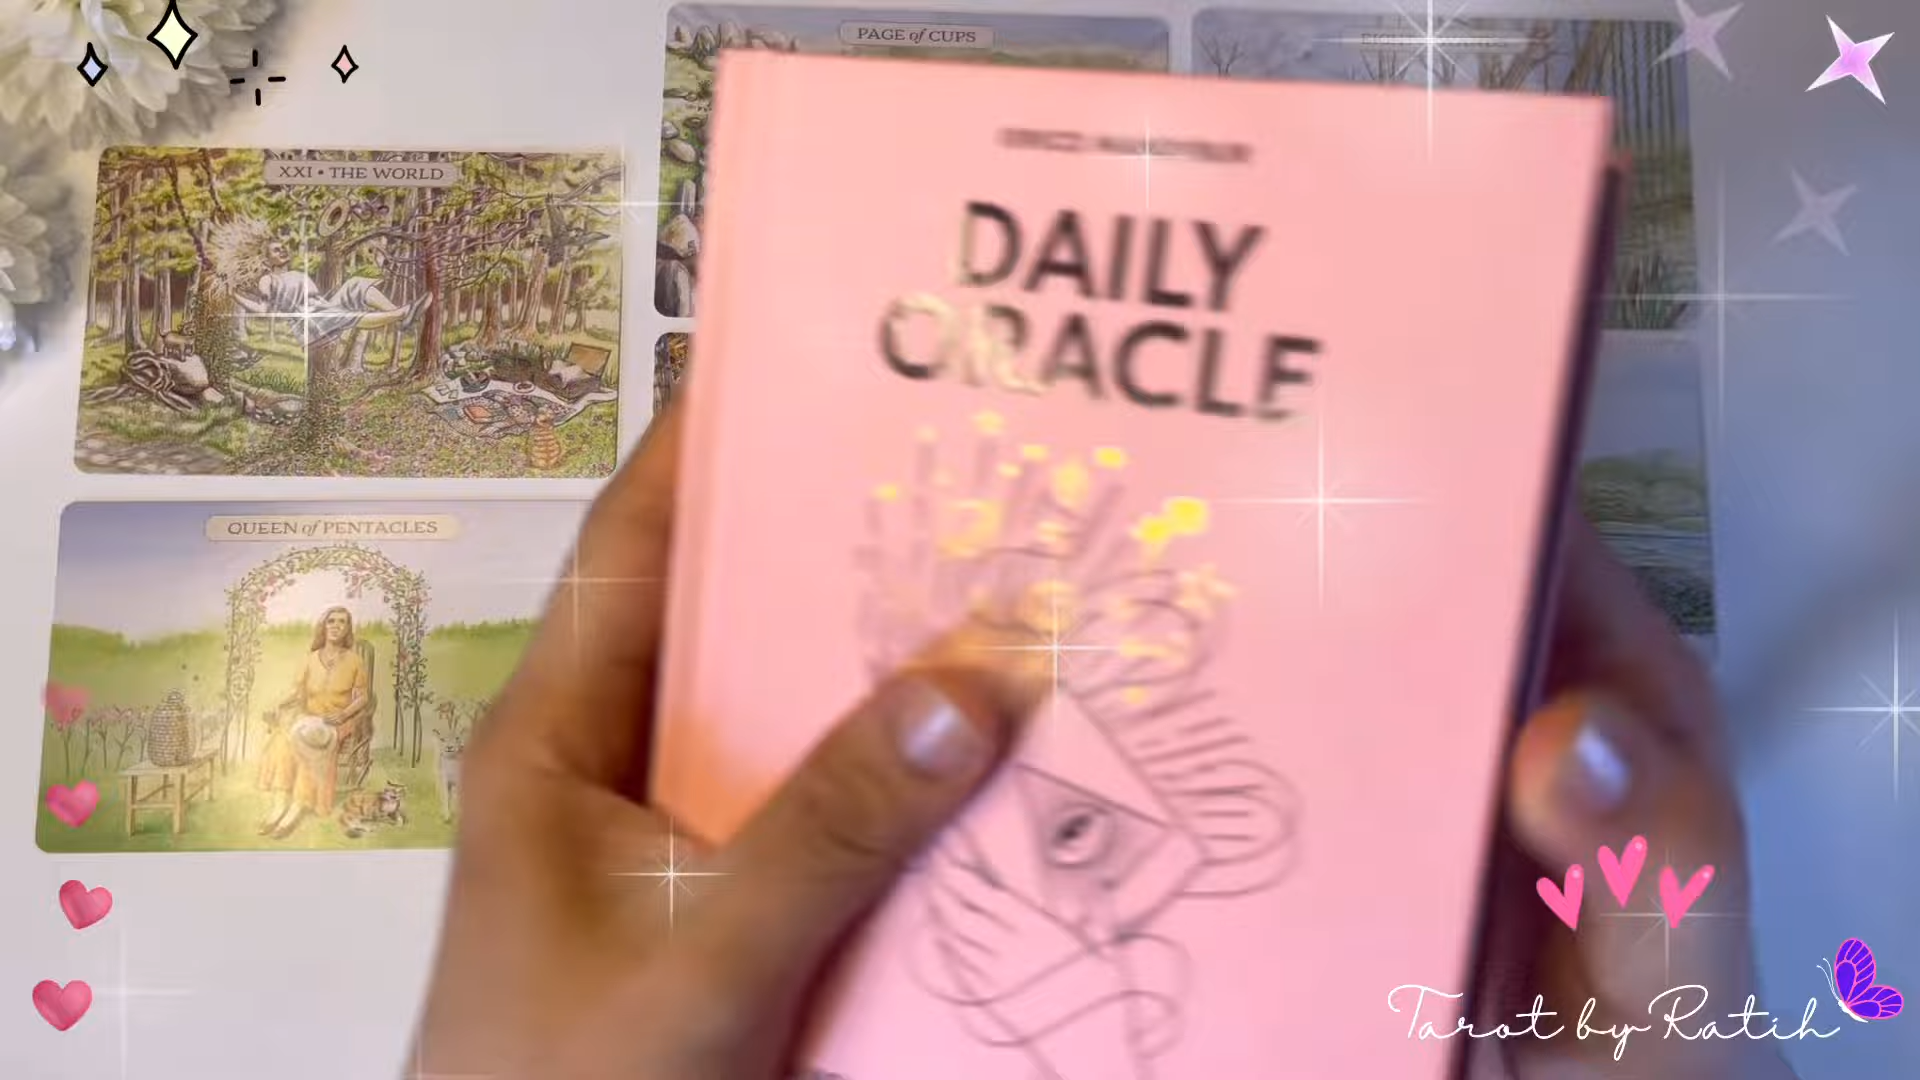 PAGE of CUPS
XXI • THE WORLD
DAILY
ORACLE
QUEEN of PENTACLES
Tarot by Ratih